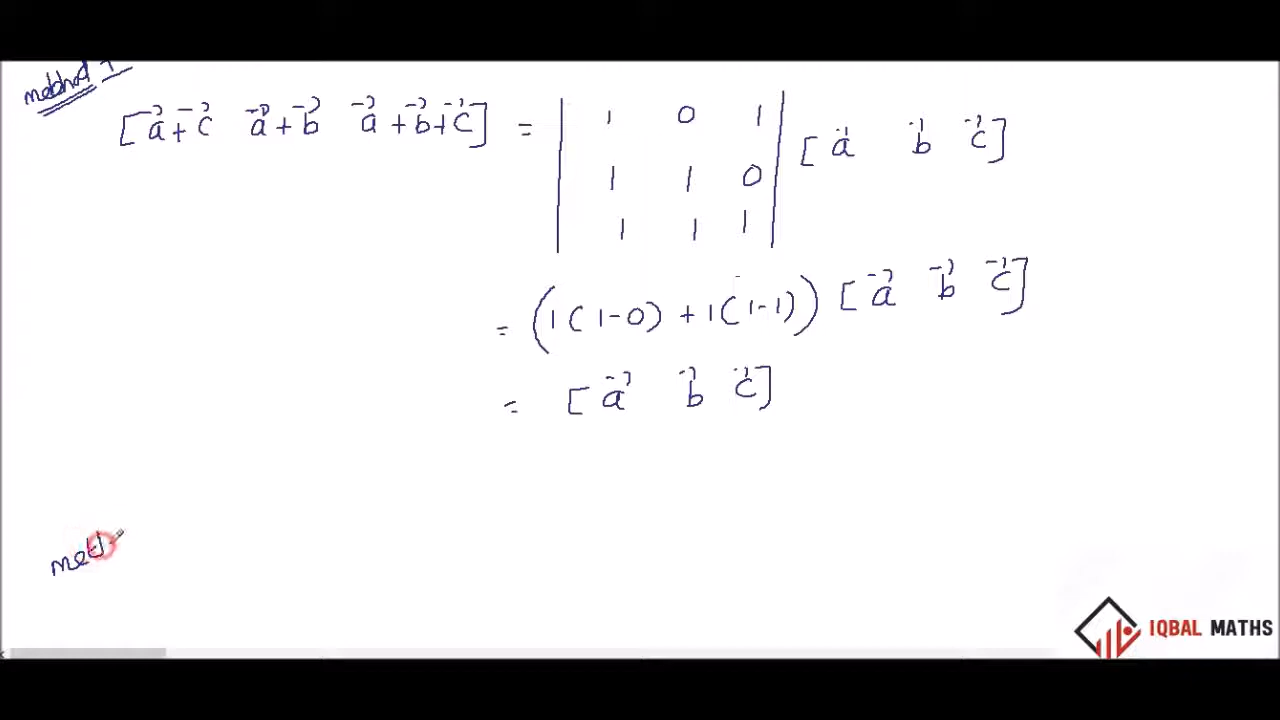 method 1
[a⃗+c⃗ a⃗+b⃗ a⃗+b⃗+c⃗] = | 1 0 1 | [a⃗ b⃗ c⃗]
| 1 1 0 |
| 1 1 1 |
= (1(1-0) + 1(1-1)) [a⃗ b⃗ c⃗]
= [a⃗ b⃗ c⃗]
meth
IQBAL MATHS